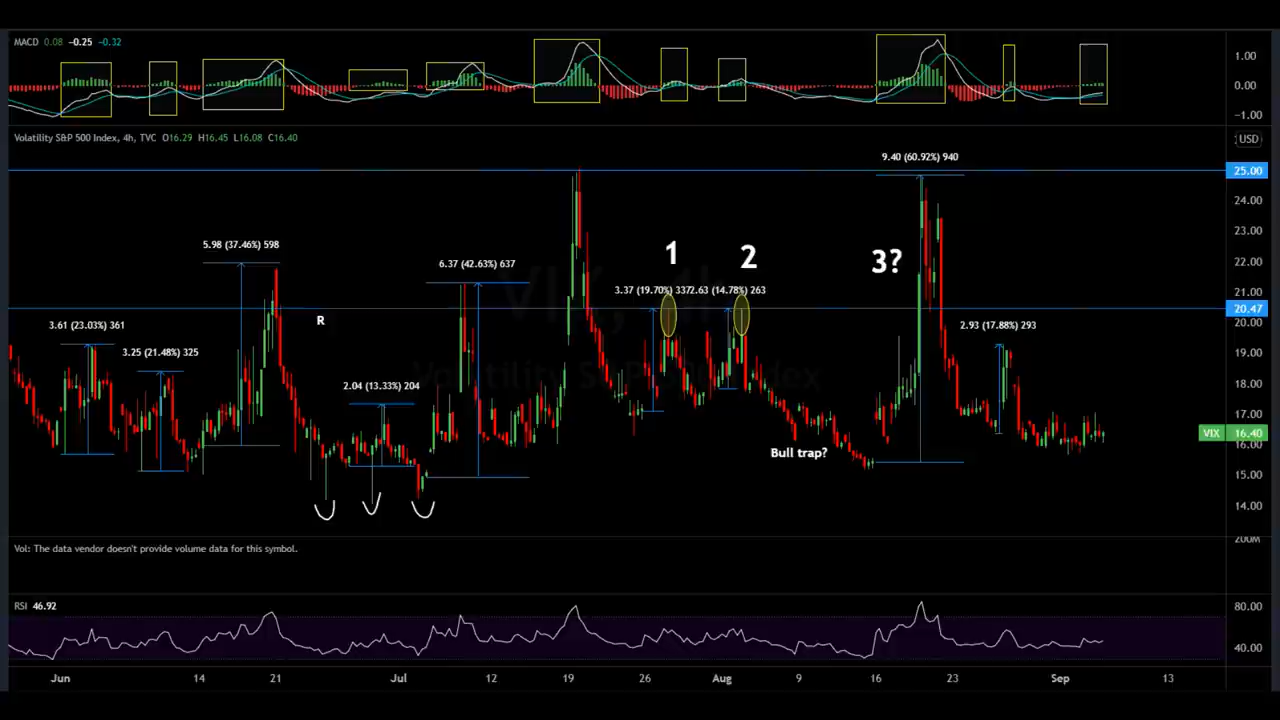 MACD 0.08 −0.25 −0.32
1.00
0.00
−1.00
Volatility S&P 500 Index, 4h, TVC O16.29 H16.45 L16.08 C16.40
USD
9.40 (60.92%) 940
25.00
24.00
23.00
5.98 (37.46%) 598
1
2
3?
6.37 (42.63%) 637
22.00
VIX, 4h
3.37 (19.70%) 337
2.63 (14.78%) 263
21.00
20.47
R
20.00
3.61 (23.03%) 361
2.93 (17.88%) 293
3.25 (21.48%) 325
19.00
Volatility S&P 500 Index
2.04 (13.33%) 204
18.00
17.00
VIX 16.40
16.00
Bull trap?
15.00
14.00
Vol: The data vendor doesn't provide volume data for this symbol.
RSI 46.92
80.00
40.00
Jun 14 21 Jul 12 19 26 Aug 9 16 23 Sep 13